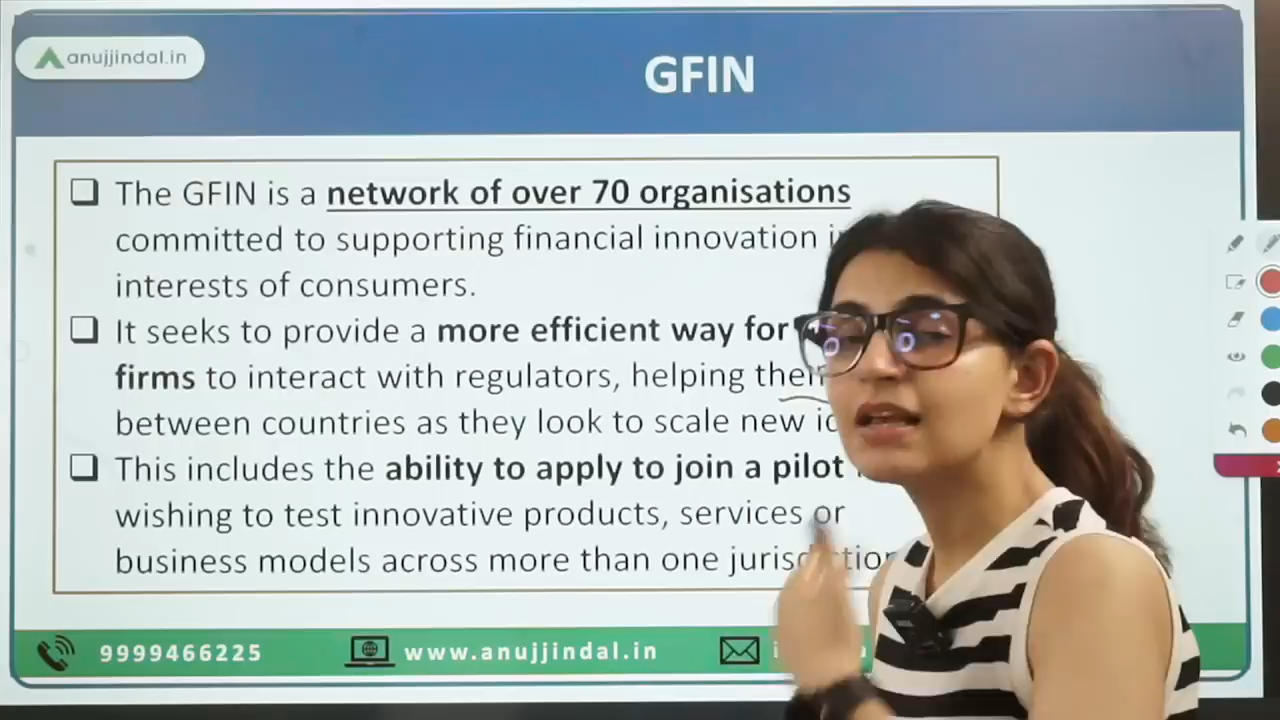 anujjindal.in
GFIN
The GFIN is a network of over 70 organisations
committed to supporting financial innovation
interests of consumers.
It seeks to provide a more efficient way for
firms to interact with regulators, helping
between countries as they look to scale new
This includes the ability to apply to join a pilot
wishing to test innovative products, services or
business models across more than one
9999466225
www.anujjindal.in